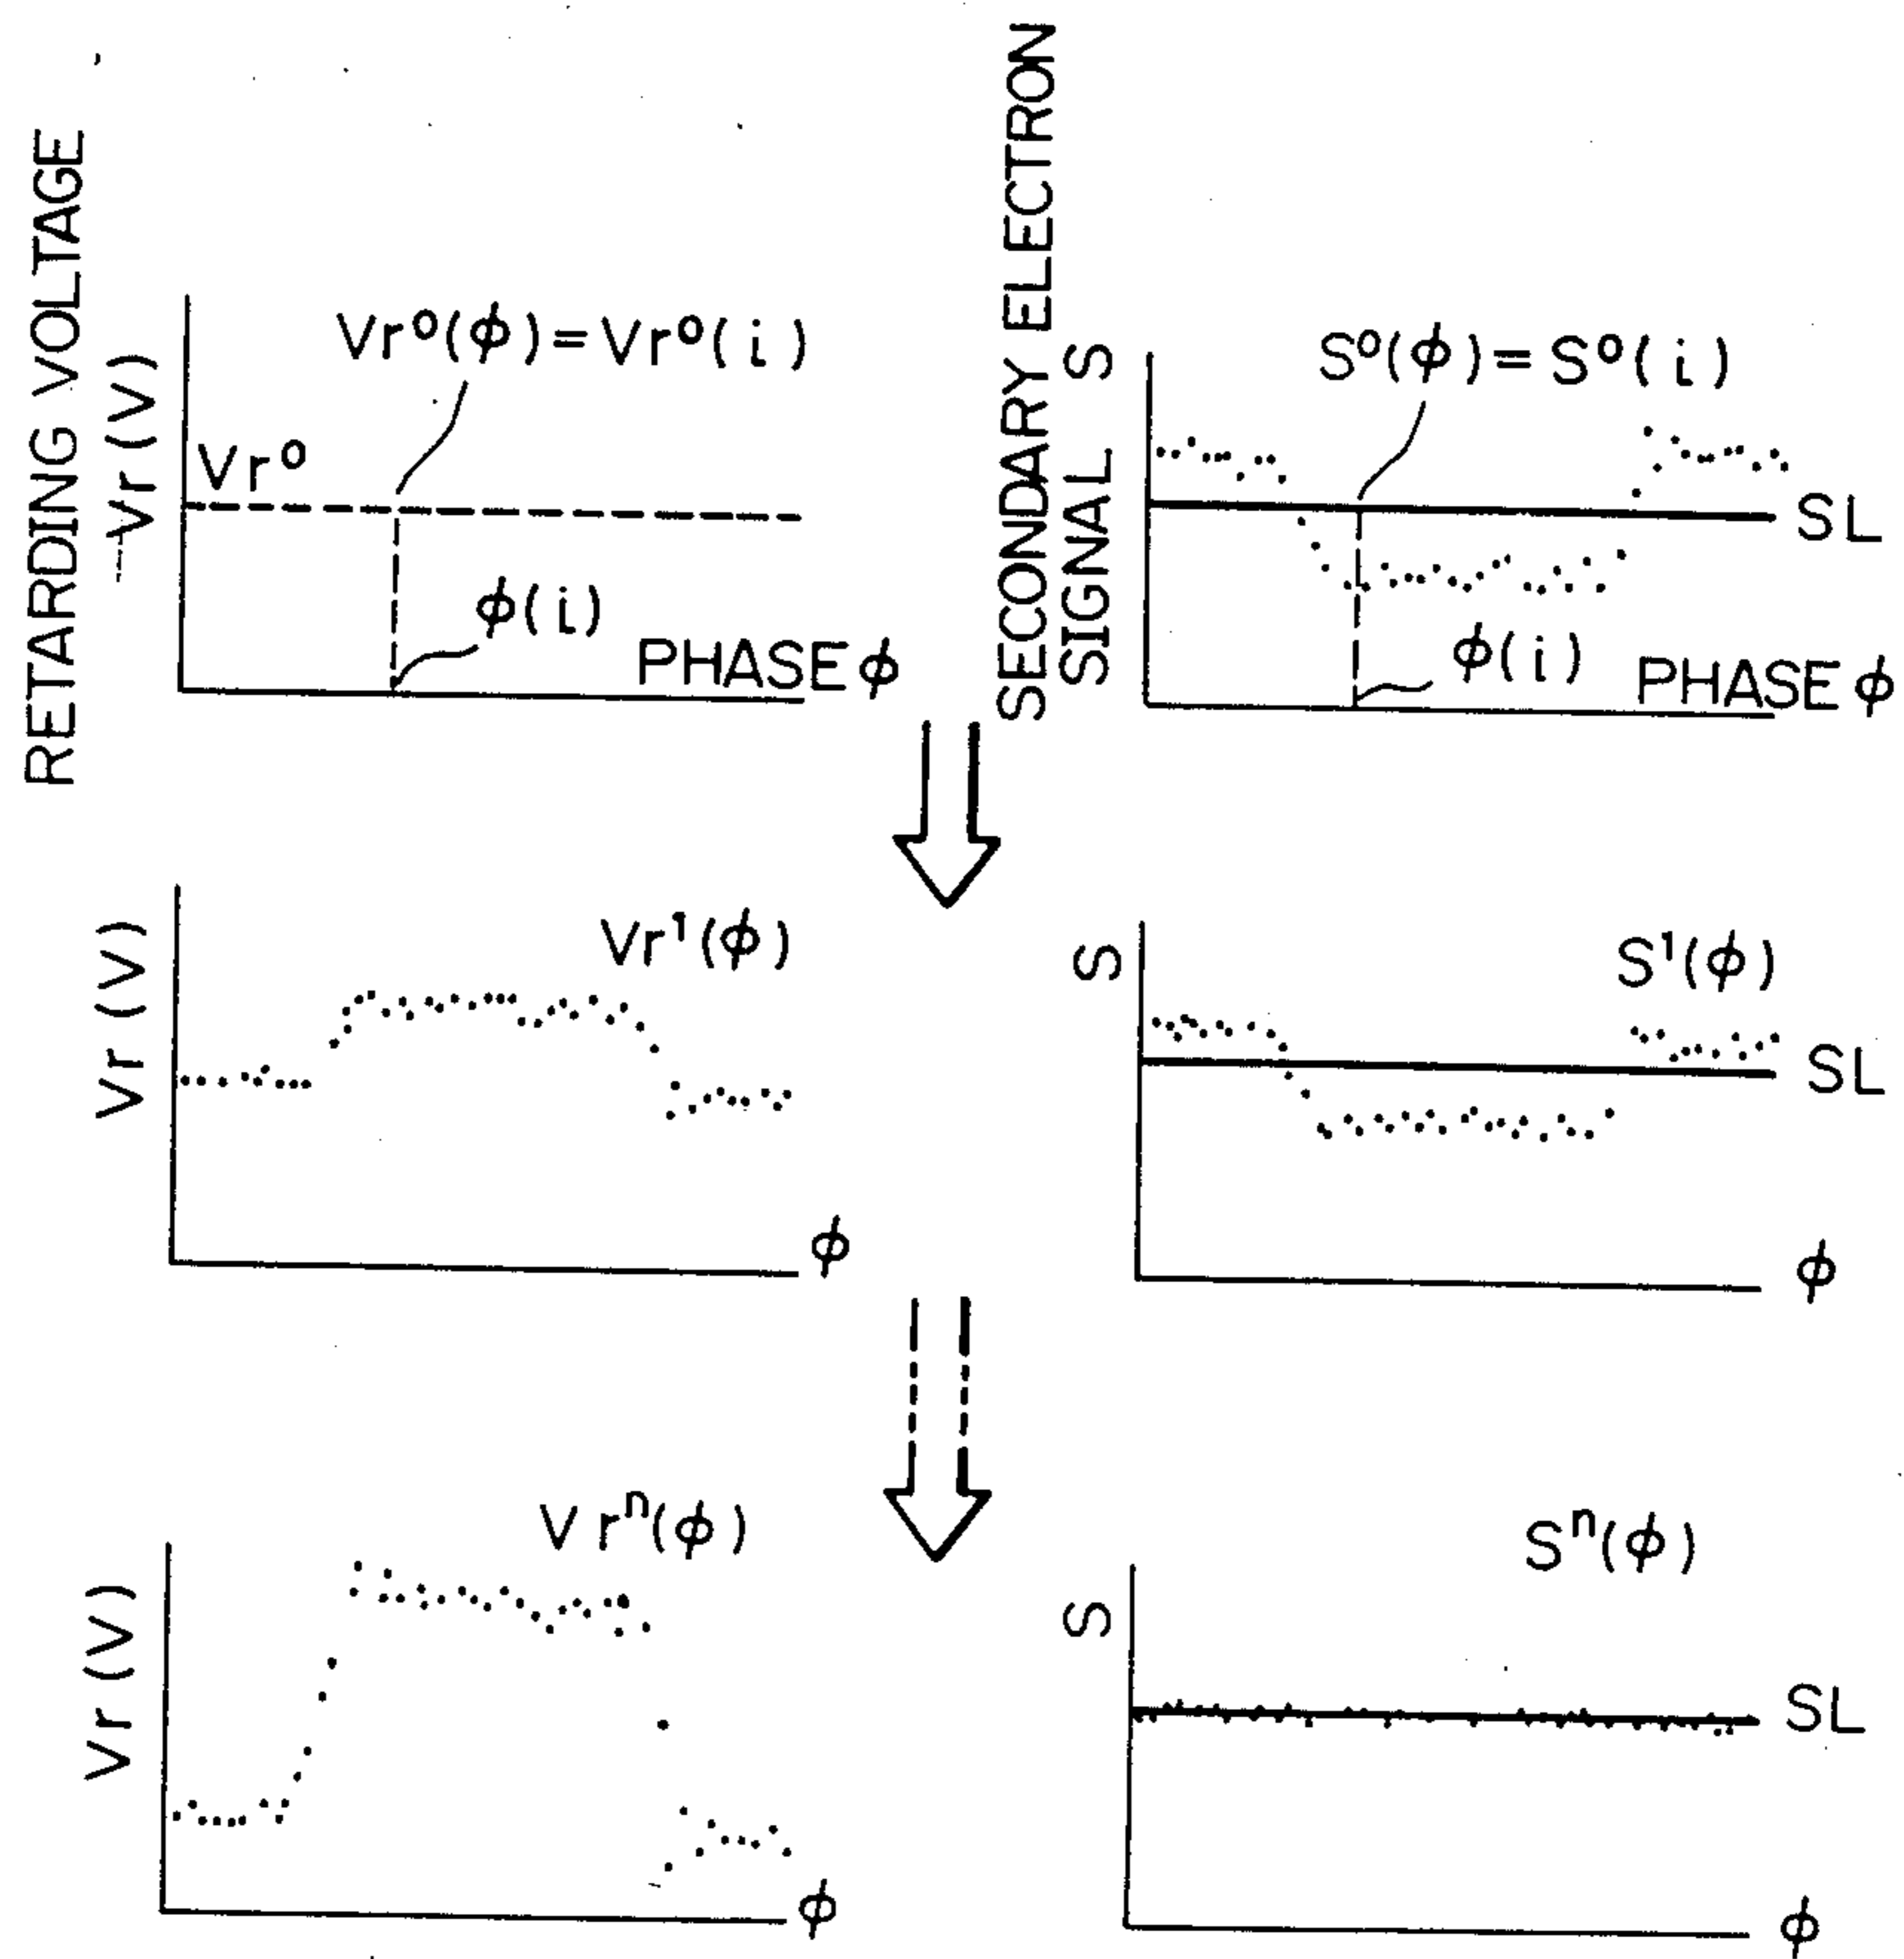 RETARDING VOLTAGE
Vr (V)
Vr⁰(ϕ) = Vr⁰( i )
Vr⁰
ϕ(i)
PHASE ϕ
SECONDARY ELECTRON
SIGNAL S
S⁰(ϕ) = S⁰( i )
SL
ϕ(i)
PHASE ϕ
Vr (V)
Vr¹(ϕ)
ϕ
S
S¹(ϕ)
SL
ϕ
Vr (V)
Vrⁿ(ϕ)
ϕ
S
Sⁿ(ϕ)
SL
ϕ